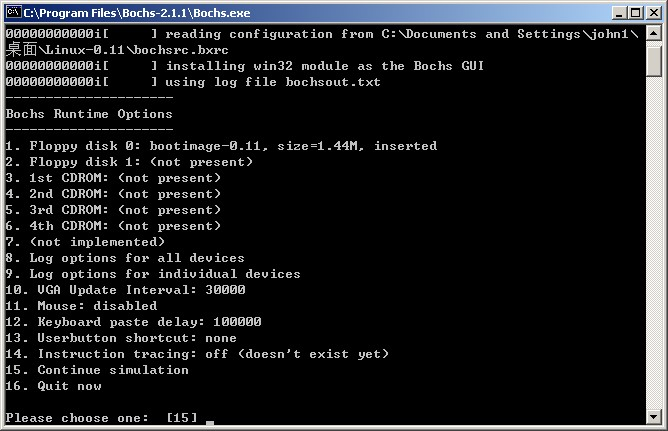 C:\Program Files\Bochs-2.1.1\Bochs.exe
00000000000i[      ] reading configuration from C:\Documents and Settings\john1\
桌面\Linux-0.11\bochsrc.bxrc
00000000000i[      ] installing win32 module as the Bochs GUI
00000000000i[      ] using log file bochsout.txt
---------------------
Bochs Runtime Options
---------------------
1. Floppy disk 0: bootimage-0.11, size=1.44M, inserted
2. Floppy disk 1: (not present)
3. 1st CDROM: (not present)
4. 2nd CDROM: (not present)
5. 3rd CDROM: (not present)
6. 4th CDROM: (not present)
7. (not implemented)
8. Log options for all devices
9. Log options for individual devices
10. VGA Update Interval: 30000
11. Mouse: disabled
12. Keyboard paste delay: 100000
13. Userbutton shortcut: none
14. Instruction tracing: off (doesn't exist yet)
15. Continue simulation
16. Quit now
Please choose one:  [15] _